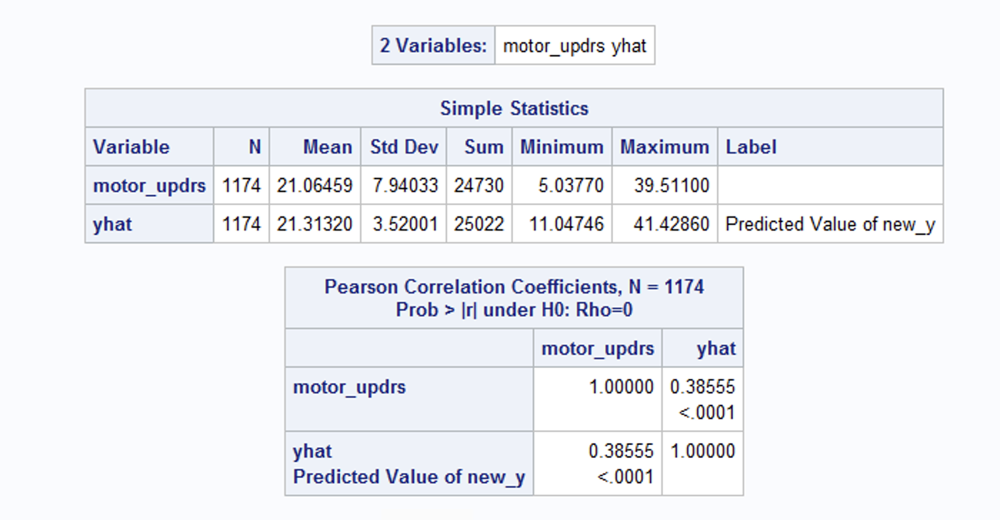 2 Variables: motor_updrs yhat
Simple Statistics
Variable N Mean Std Dev Sum Minimum Maximum Label
motor_updrs 1174 21.06459 7.94033 24730 5.03770 39.51100
yhat 1174 21.31320 3.52001 25022 11.04746 41.42860 Predicted Value of new_y
Pearson Correlation Coefficients, N = 1174
Prob > |r| under H0: Rho=0
motor_updrs yhat
motor_updrs 1.00000 0.38555
<.0001
yhat 0.38555 1.00000
Predicted Value of new_y <.0001